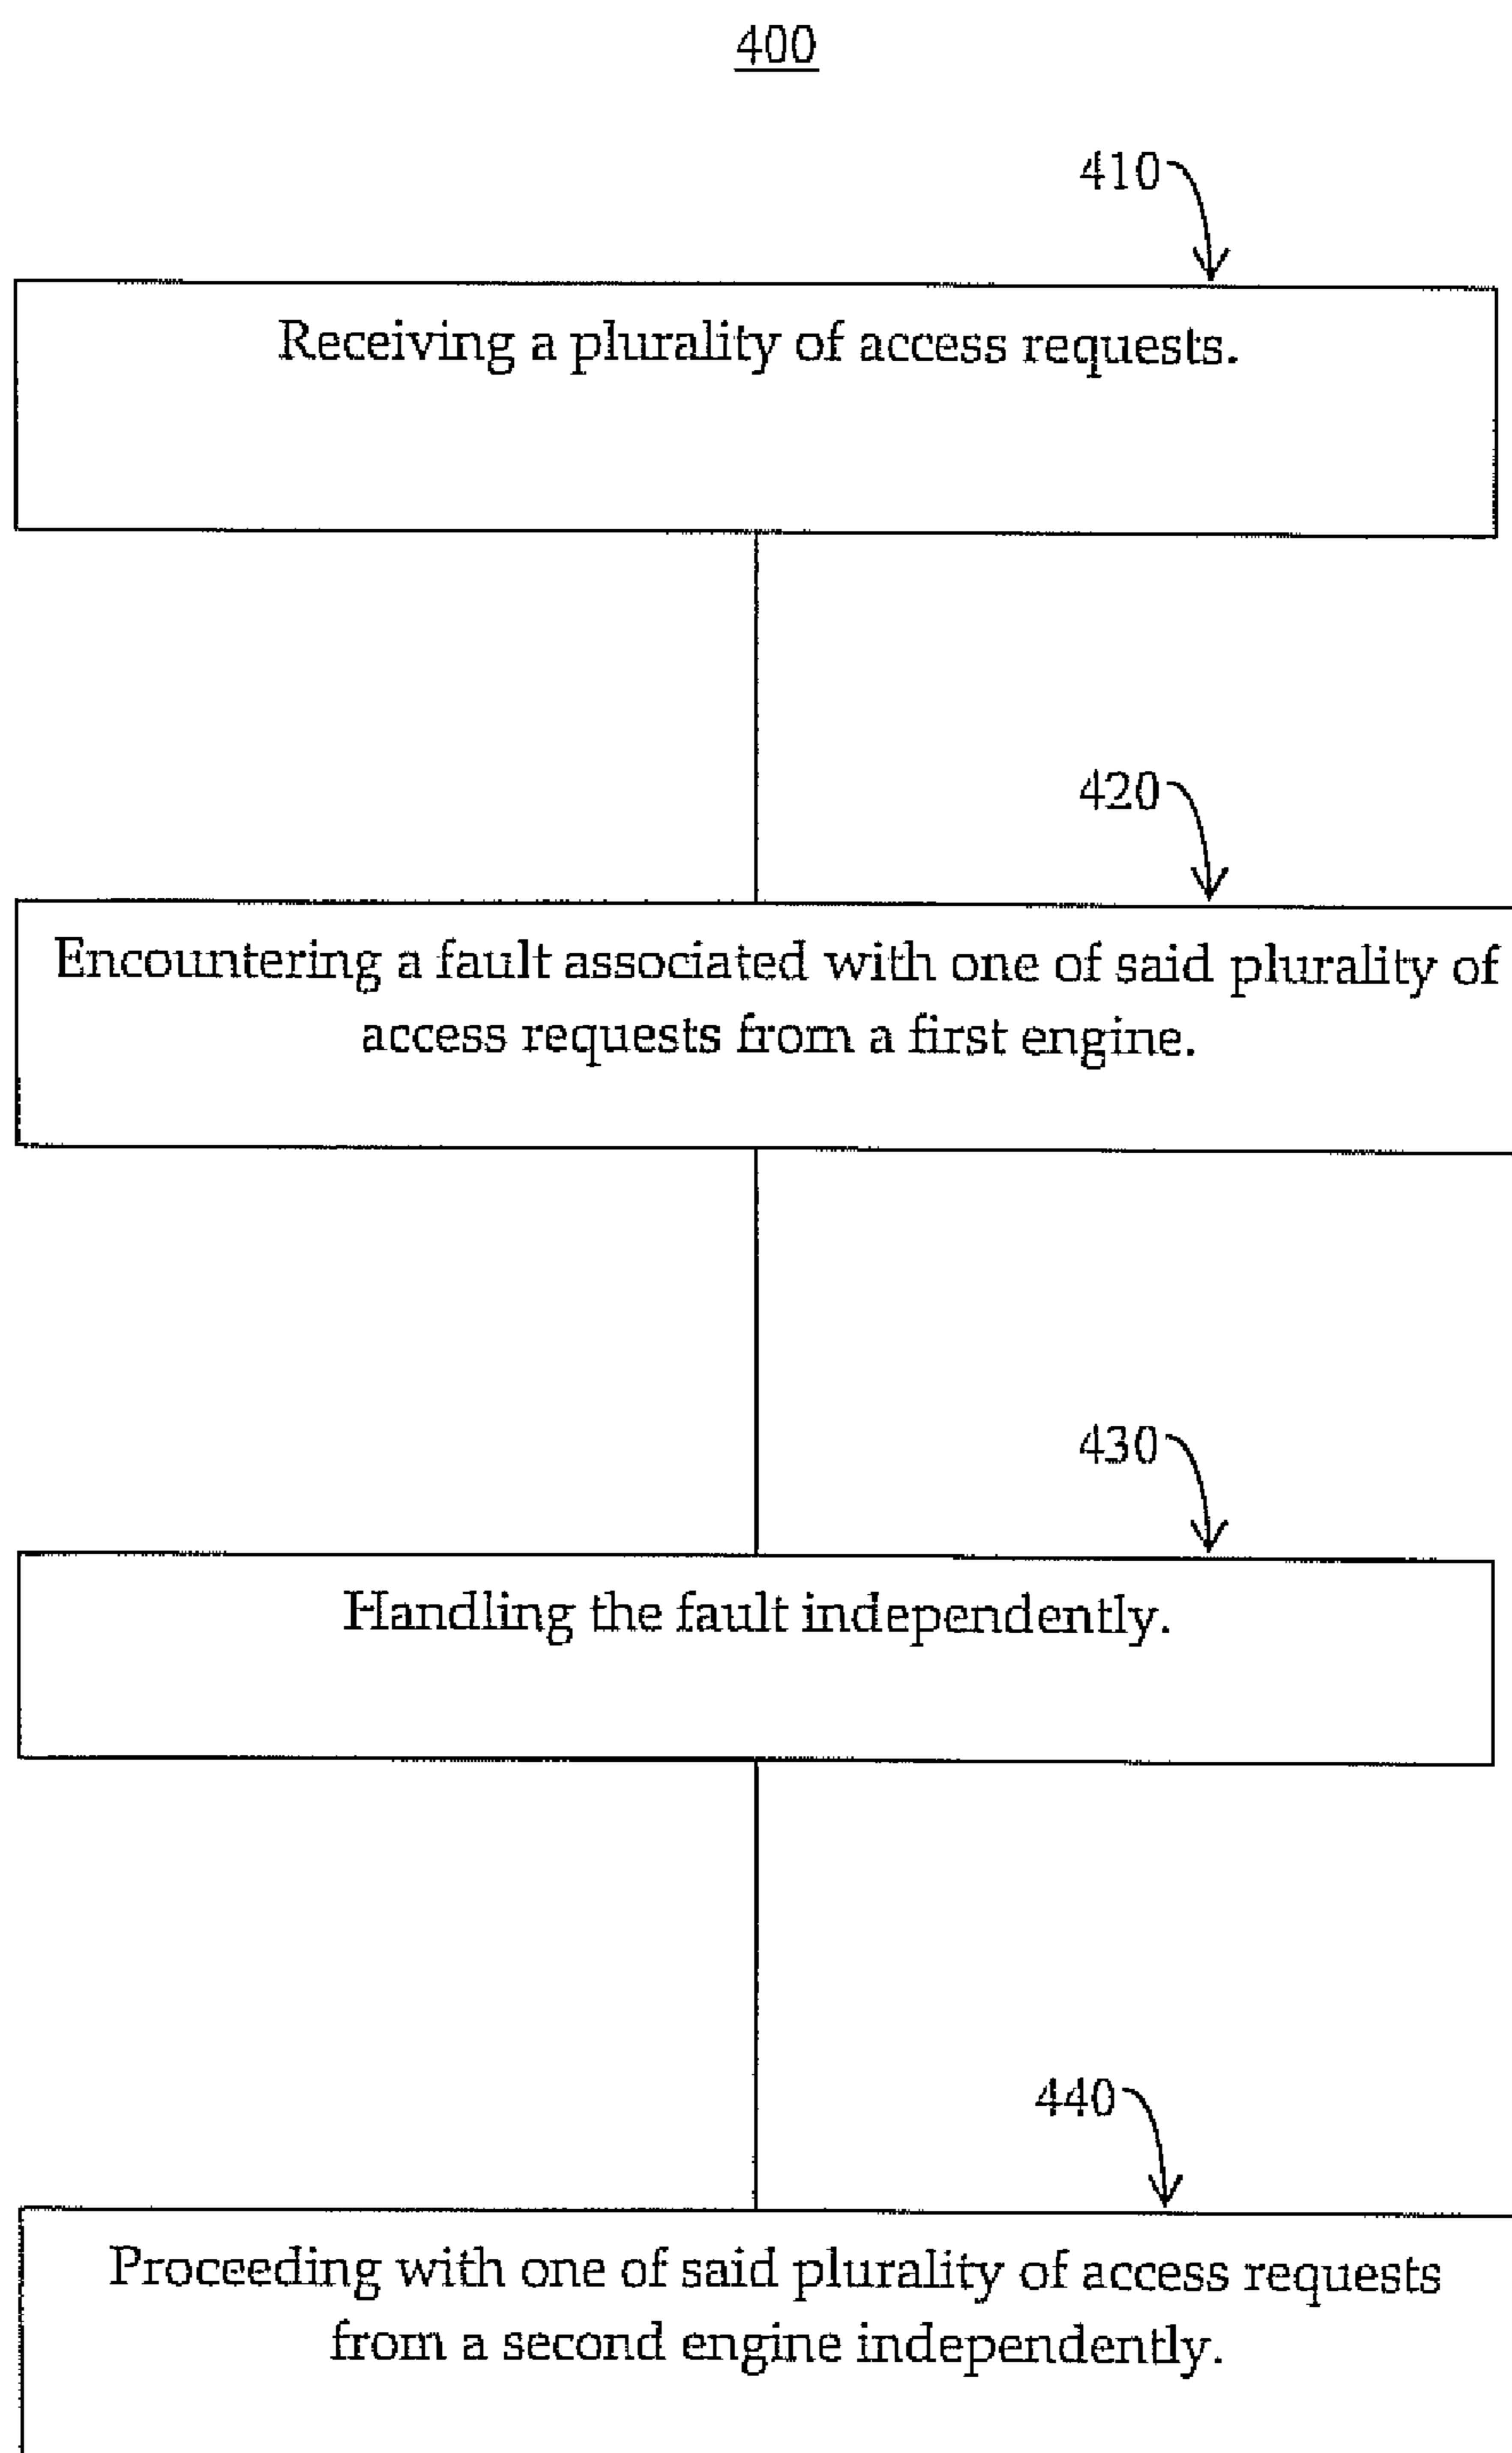 400
410
Receiving a plurality of access requests.
420
Encountering a fault associated with one of said plurality of
access requests from a first engine.
430
Handling the fault independently.
440
Proceeding with one of said plurality of access requests
from a second engine independently.